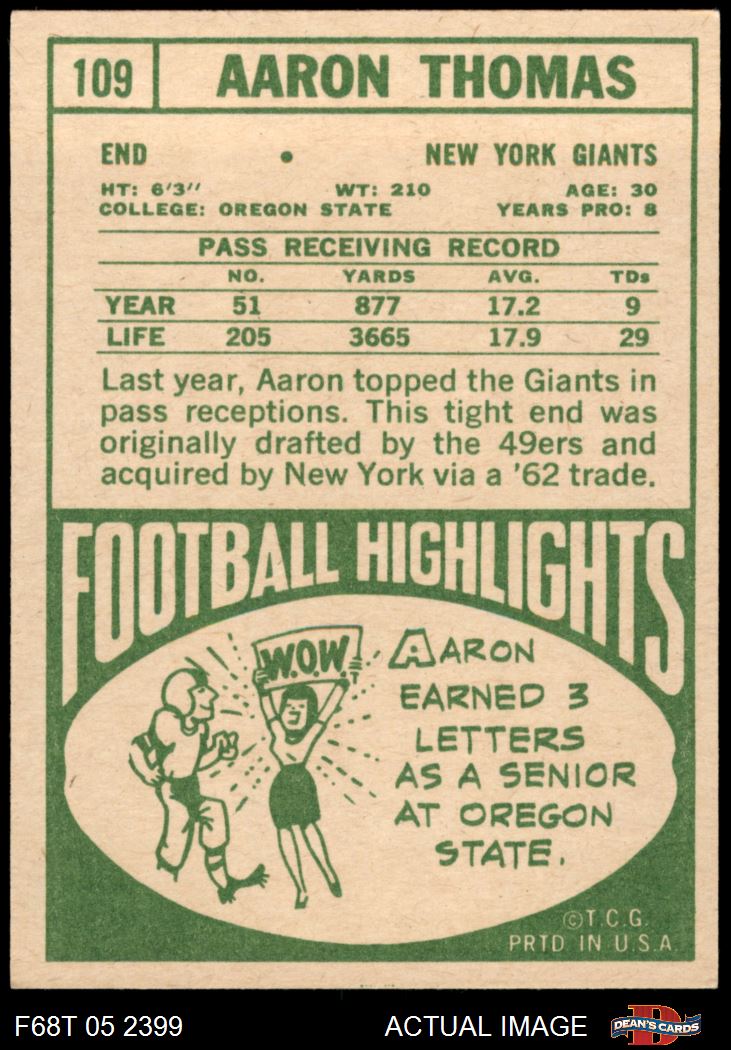 109 AARON THOMAS
END • NEW YORK GIANTS
HT: 6'3" WT: 210 AGE: 30
COLLEGE: OREGON STATE YEARS PRO: 8
PASS RECEIVING RECORD
NO. YARDS AVG. TDs
YEAR 51 877 17.2 9
LIFE 205 3665 17.9 29
Last year, Aaron topped the Giants in
pass receptions. This tight end was
originally drafted by the 49ers and
acquired by New York via a '62 trade.
FOOTBALL HIGHLIGHTS
W.O.W.
AARON
EARNED 3
LETTERS
AS A SENIOR
AT OREGON
STATE.
©T.C.G.
PRTD IN U.S.A.
F68T 05 2399 ACTUAL IMAGE D DEAN'S CARDS